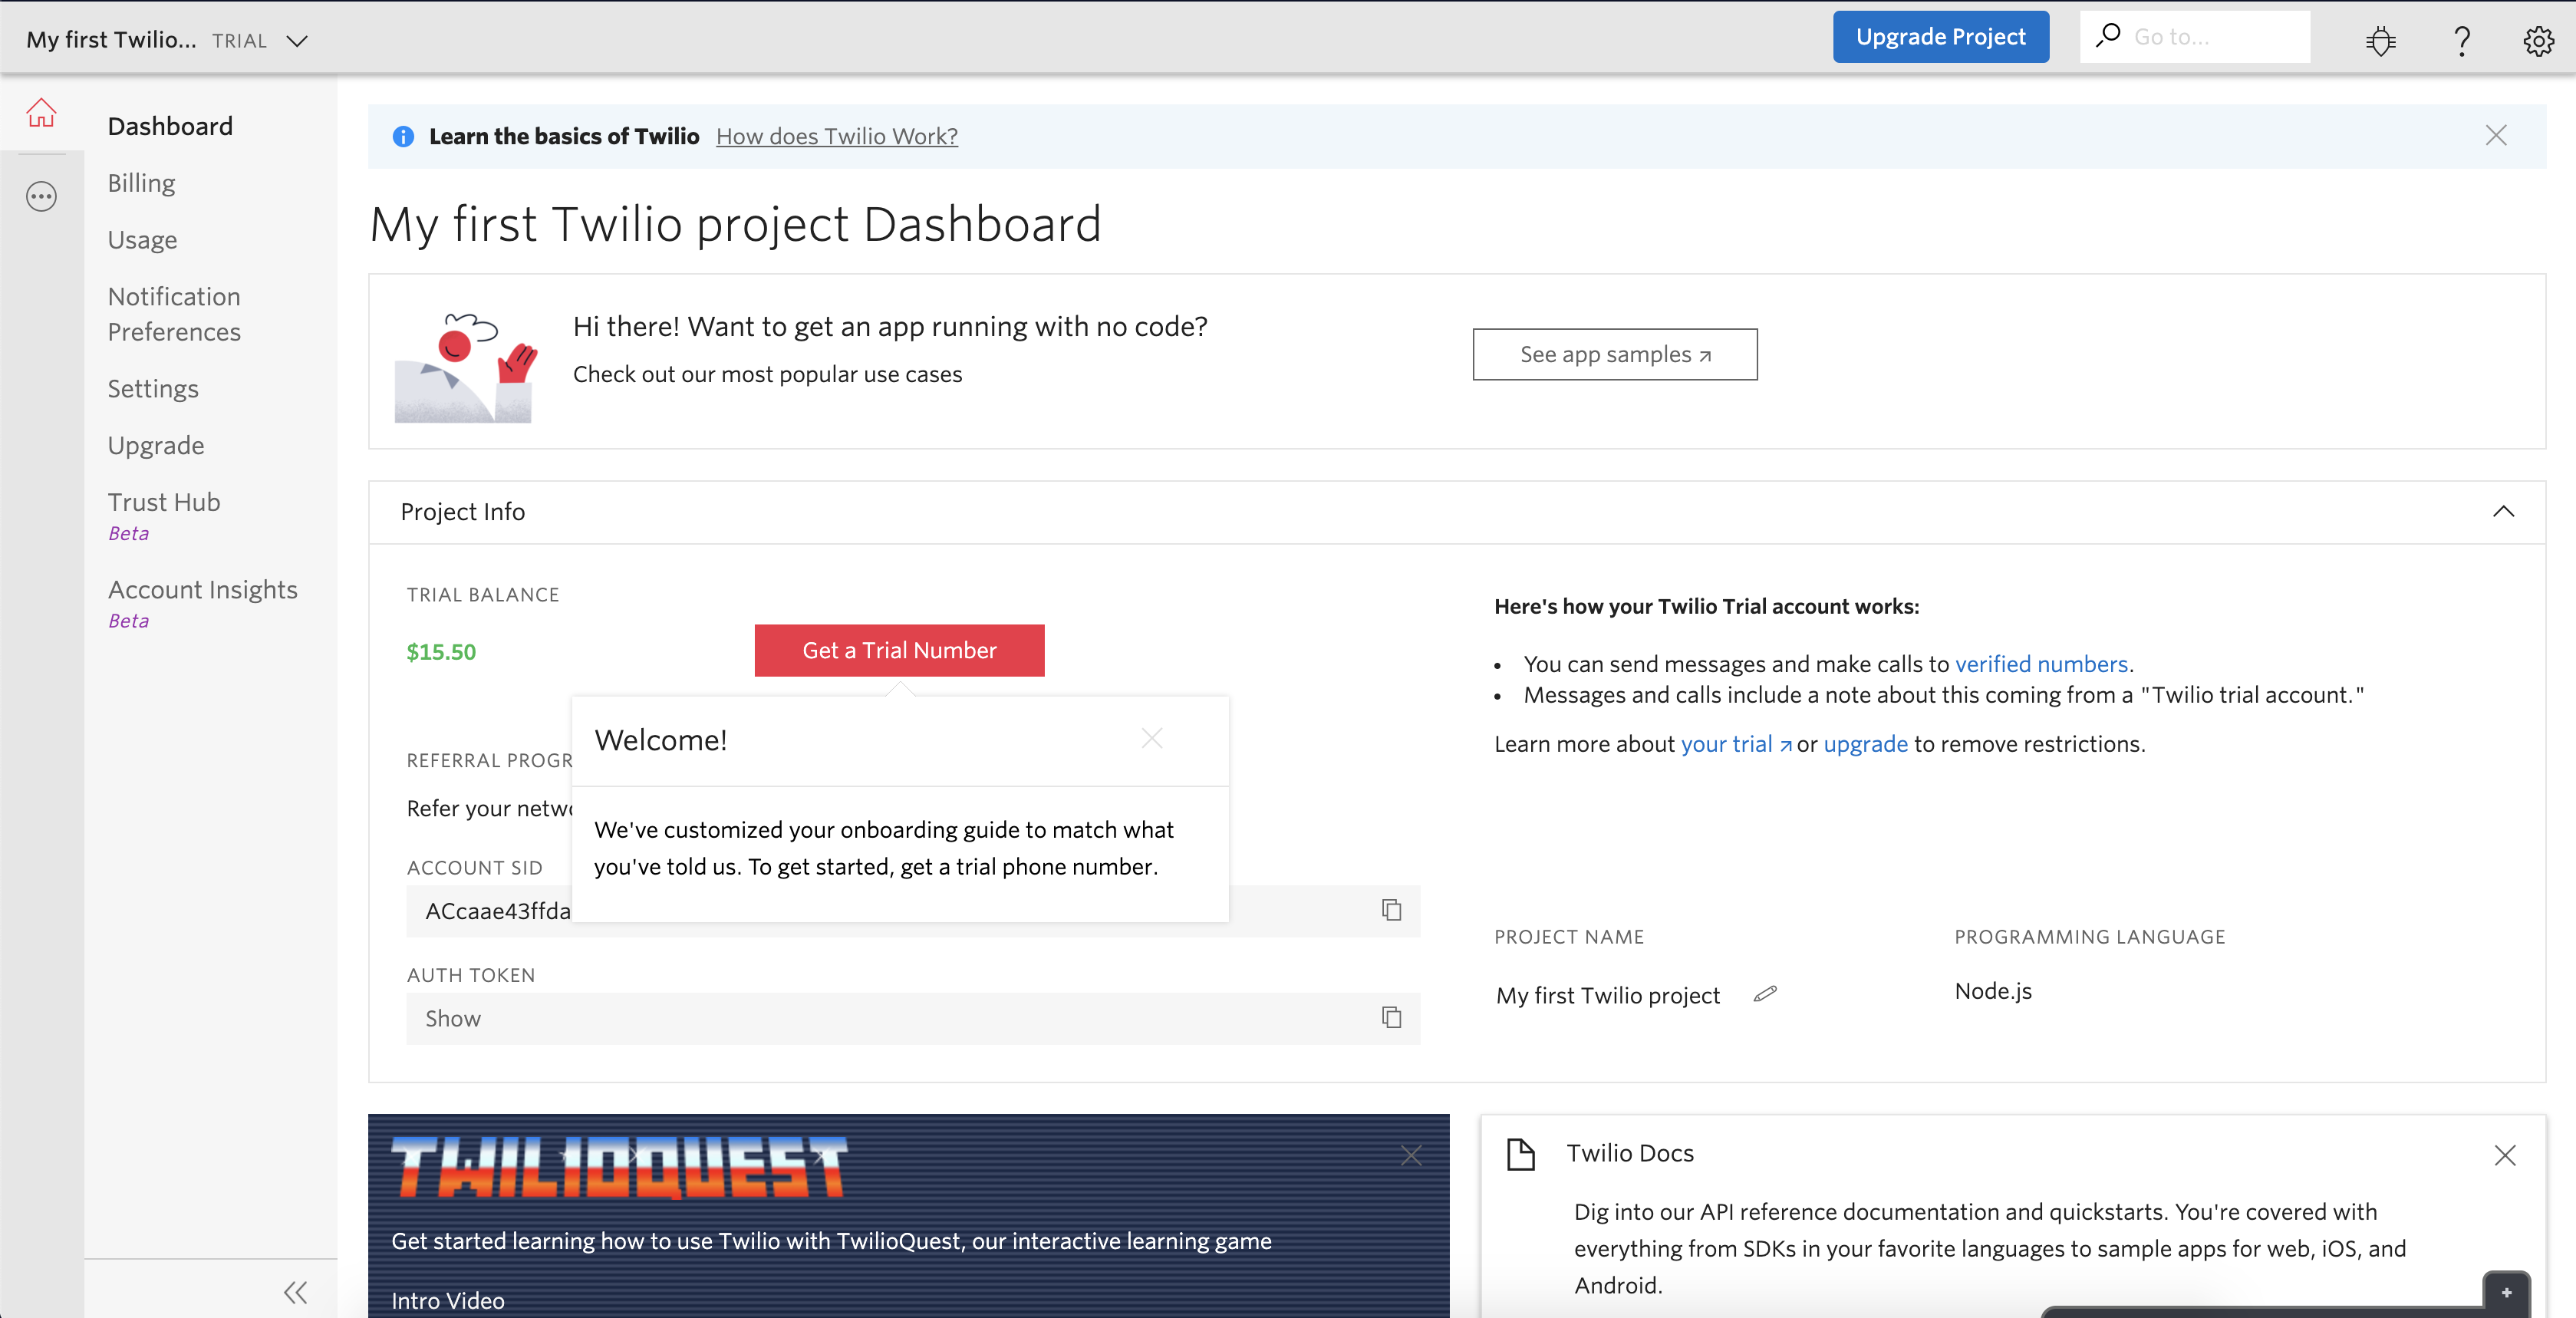 My first Twilio... TRIAL
Upgrade Project
Go to...
Dashboard
Billing
Usage
Notification
Preferences
Settings
Upgrade
Trust Hub
Beta
Account Insights
Beta
Learn the basics of Twilio How does Twilio Work?
My first Twilio project Dashboard
Hi there! Want to get an app running with no code?
Check out our most popular use cases
See app samples
Project Info
TRIAL BALANCE
$15.50
Get a Trial Number
Welcome!
We've customized your onboarding guide to match what
you've told us. To get started, get a trial phone number.
REFERRAL PROGR
Refer your netwo
ACCOUNT SID
ACcaae43ffda
AUTH TOKEN
Show
Here's how your Twilio Trial account works:
• You can send messages and make calls to verified numbers.
• Messages and calls include a note about this coming from a "Twilio trial account."
Learn more about your trial or upgrade to remove restrictions.
PROJECT NAME
My first Twilio project
PROGRAMMING LANGUAGE
Node.js
TWILIOQUEST
Get started learning how to use Twilio with TwilioQuest, our interactive learning game
Intro Video
Twilio Docs
Dig into our API reference documentation and quickstarts. You're covered with
everything from SDKs in your favorite languages to sample apps for web, iOS, and
Android.